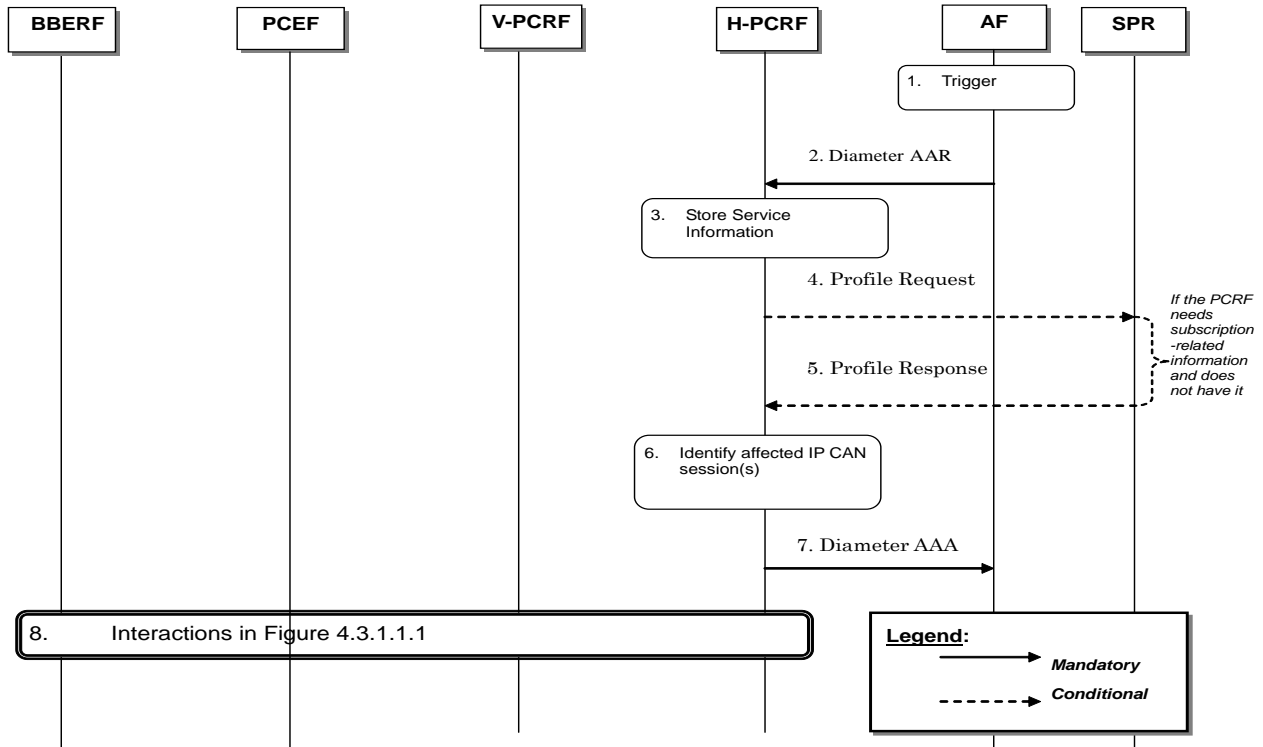 BBERF
PCEF
V-PCRF
H-PCRF
AF
SPR
1. Trigger
2. Diameter AAR
3. Store Service
Information
4. Profile Request
If the PCRF
needs
subscription
-related
information
and does
not have it
5. Profile Response
6. Identify affected IP CAN
session(s)
7. Diameter AAA
8. Interactions in Figure 4.3.1.1.1
Legend:
Mandatory
Conditional